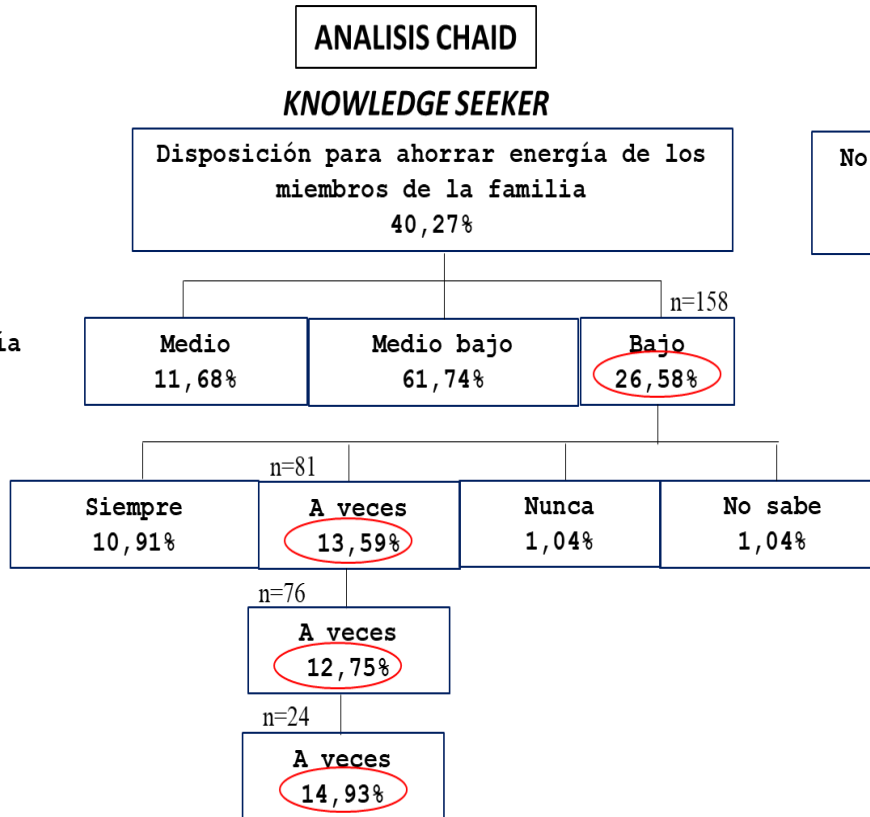 ANALISIS CHAID
KNOWLEDGE SEEKER
Disposición para ahorrar energía de los
miembros de la familia
40,27%
No
n=158
ía
Medio
11,68%
Medio bajo
61,74%
Bajo
26,58%
n=81
Siempre
10,91%
A veces
13,59%
Nunca
1,04%
No sabe
1,04%
n=76
A veces
12,75%
n=24
A veces
14,93%